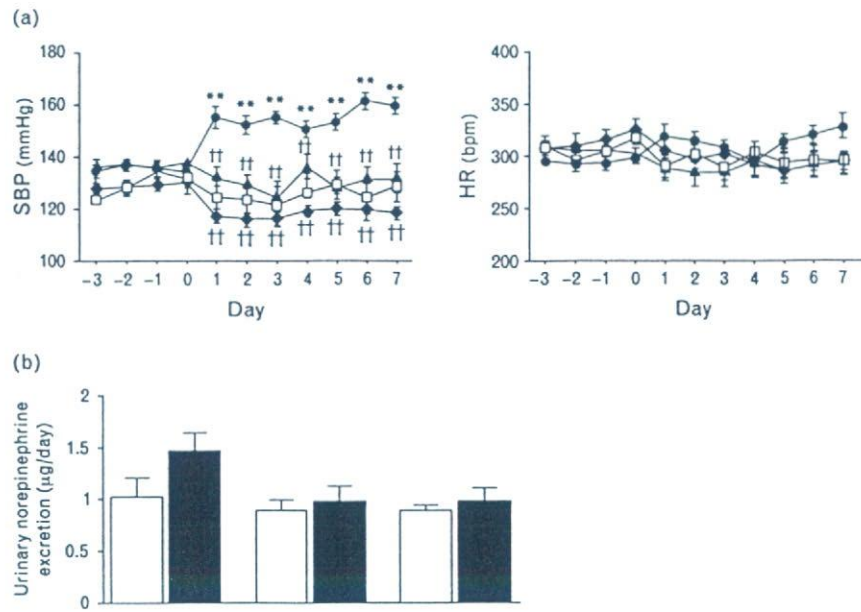 (a)
180
160
140
120
100
SBP (mmHg)
** ** ** ** ** ** **
†† †† †† †† †† †† ††
†† †† †† †† †† †† ††
−3 −2 −1 0 1 2 3 4 5 6 7
Day
400
350
300
250
200
HR (bpm)
−3 −2 −1 0 1 2 3 4 5 6 7
Day
(b)
2
1.5
1
0.5
0
Urinary norepinephrine
excretion (μg/day)